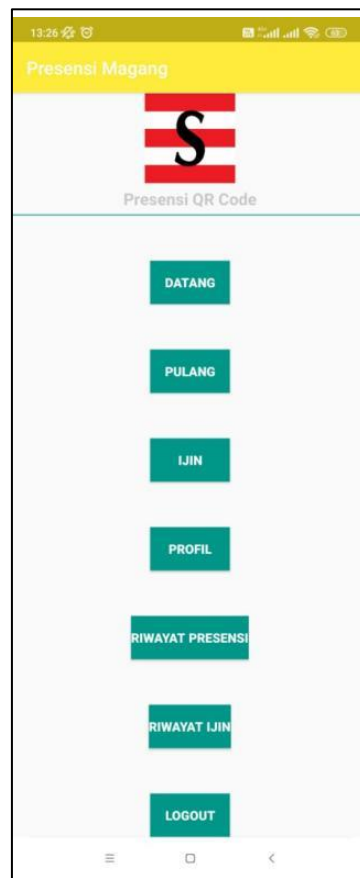 13:26
Presensi Magang
S
Presensi QR Code
DATANG
PULANG
IJIN
PROFIL
RIWAYAT PRESENSI
RIWAYAT IJIN
LOGOUT